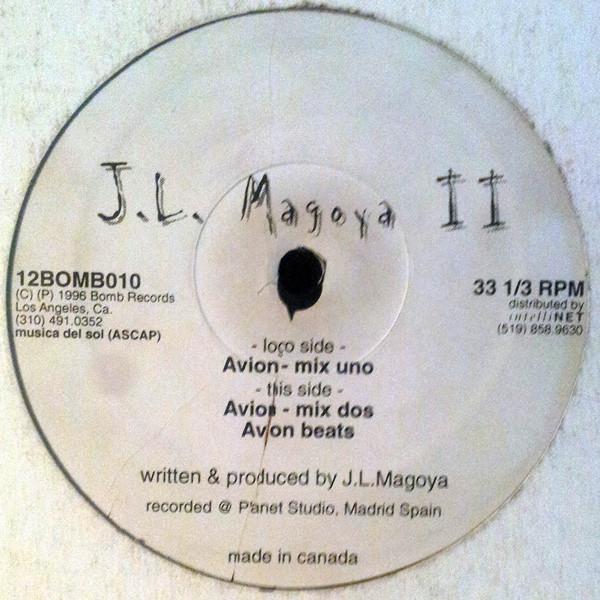 J.L. Magoya II
12BOMB010
(C) (P) 1996 Bomb Records
Los Angeles, Ca.
(310) 491.0352
musica del sol (ASCAP)
33 1/3 RPM
distributed by
intelliNET
(519) 858.9630
- loco side -
Avion - mix uno
- this side -
Avion - mix dos
Avion beats
written & produced by J.L.Magoya
recorded @ Planet Studio, Madrid Spain
made in canada